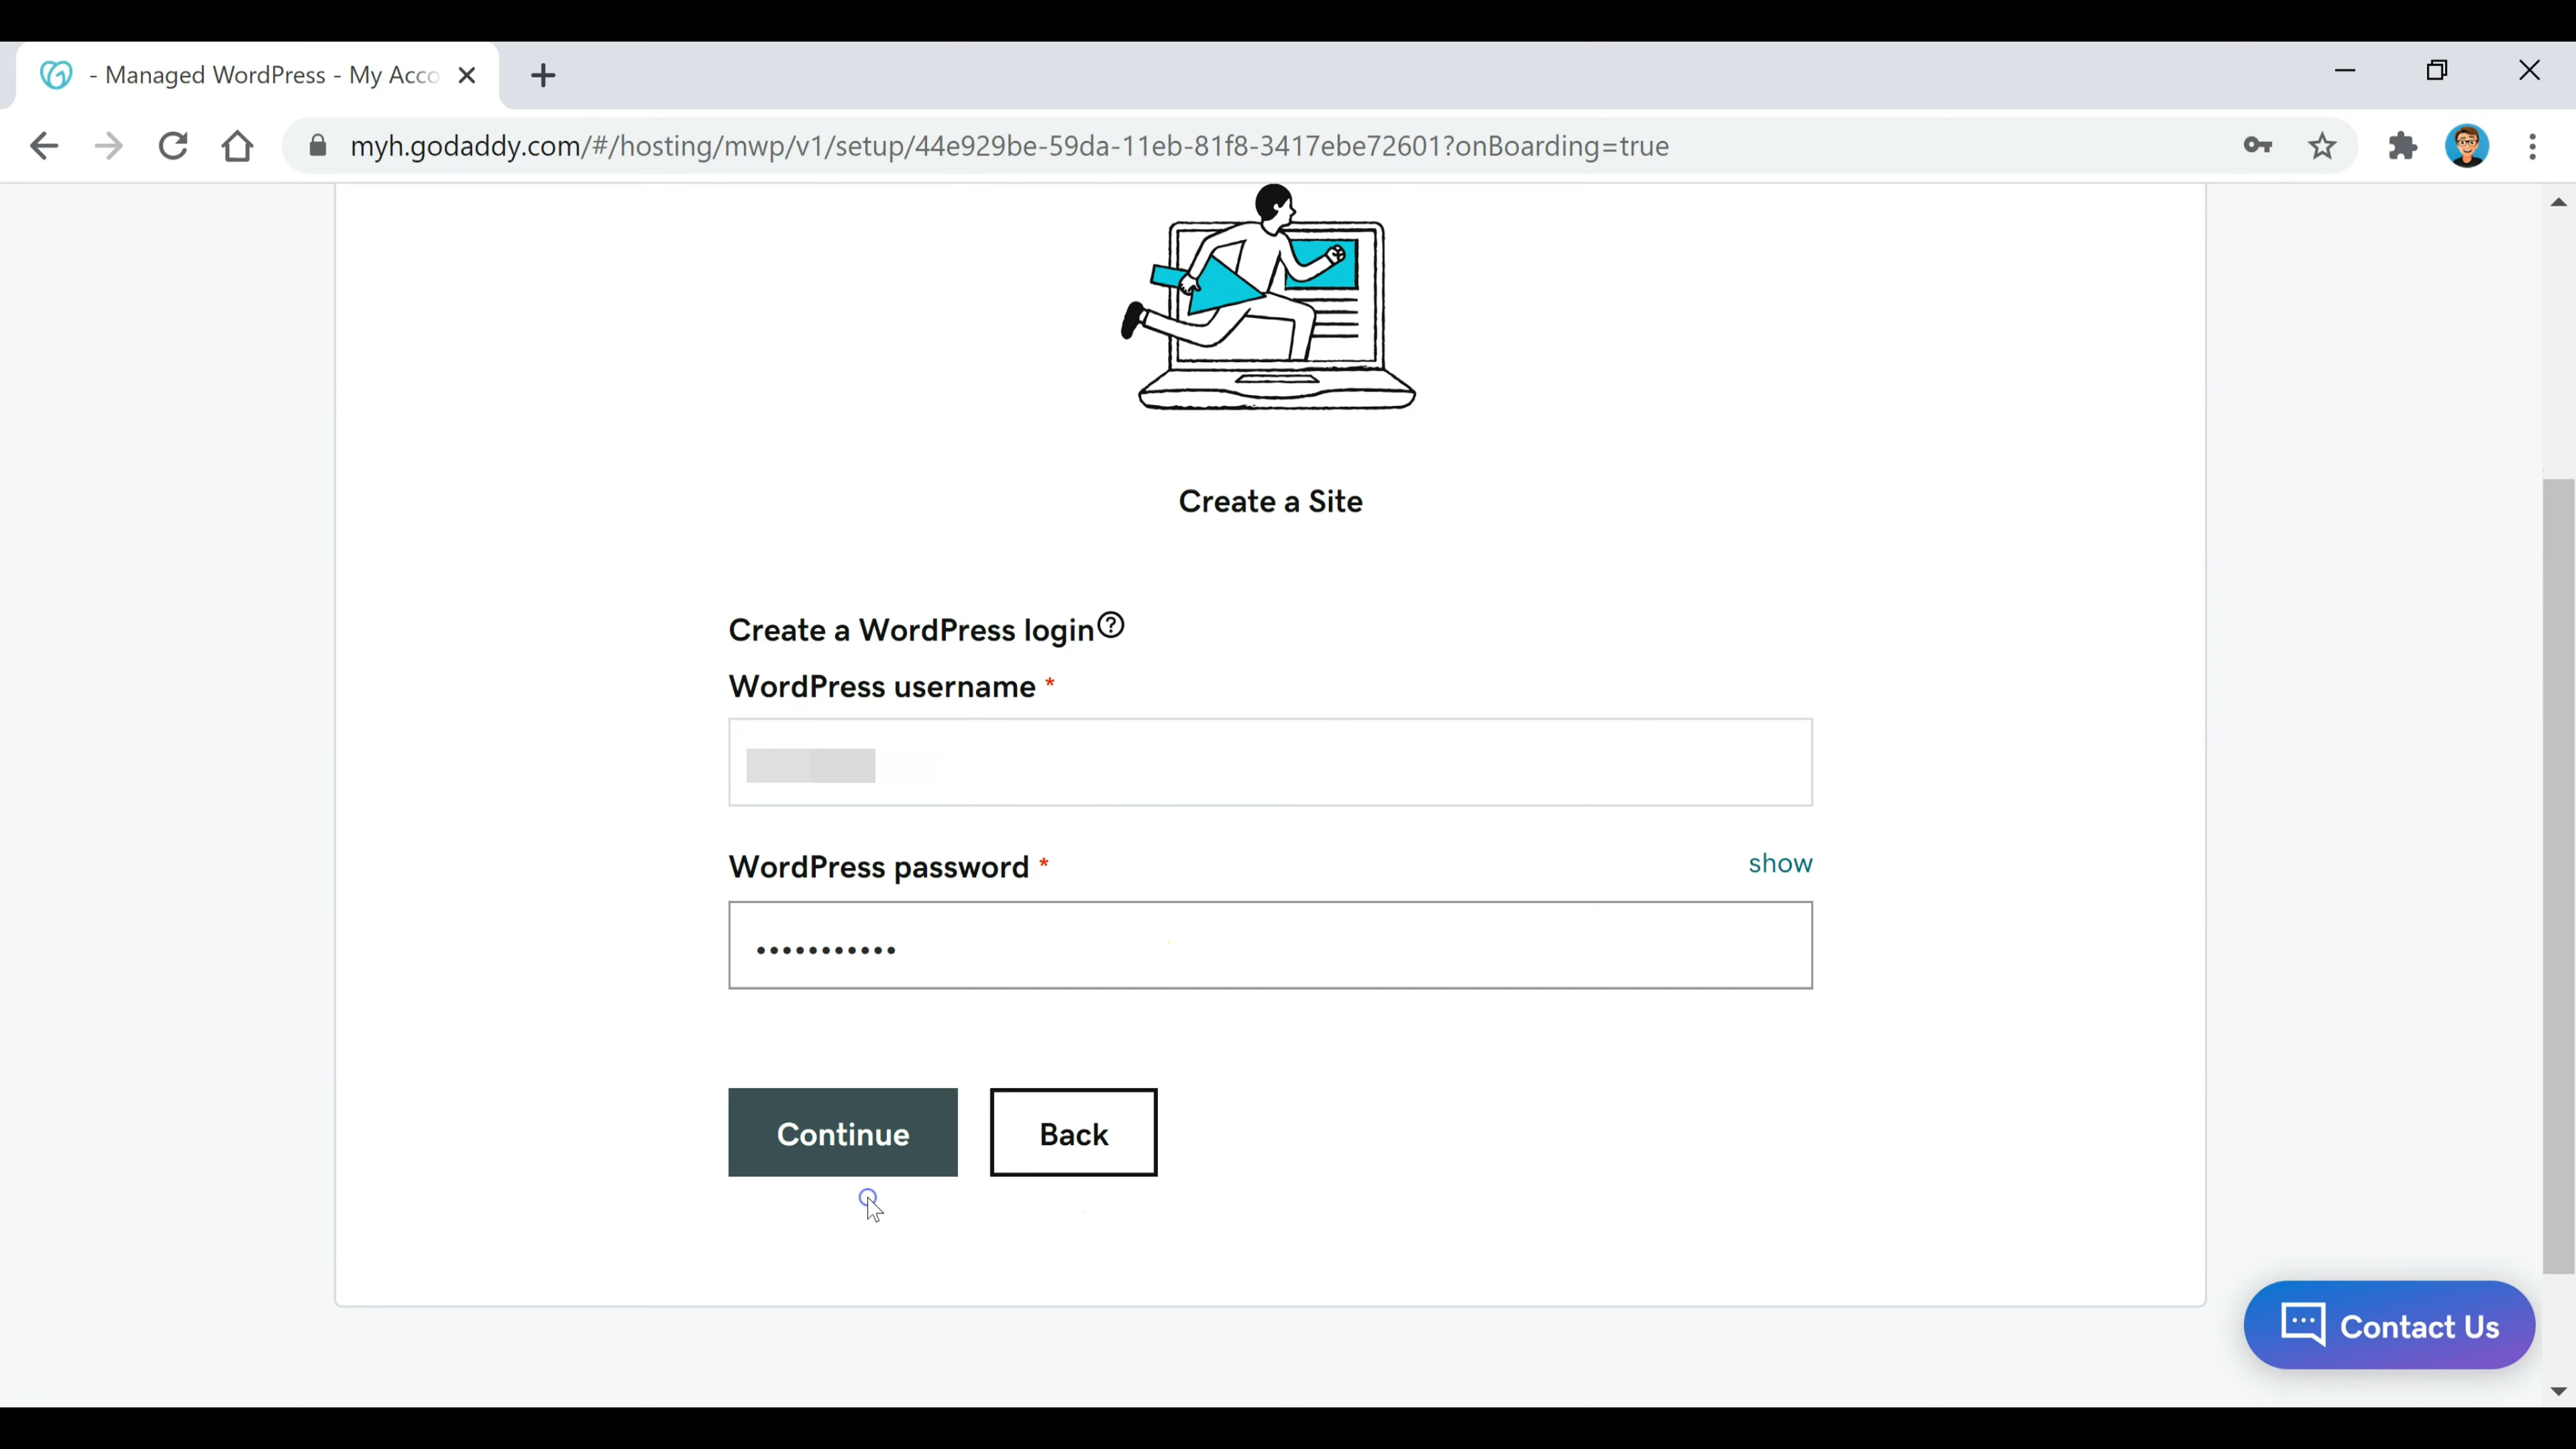 - Managed WordPress - My Acco
myh.godaddy.com/#/hosting/mwp/v1/setup/44e929be-59da-11eb-81f8-3417ebe72601?onBoarding=true
Create a Site
Create a WordPress login
WordPress username *
WordPress password *
show
•••••••••••
Continue
Back
Contact Us